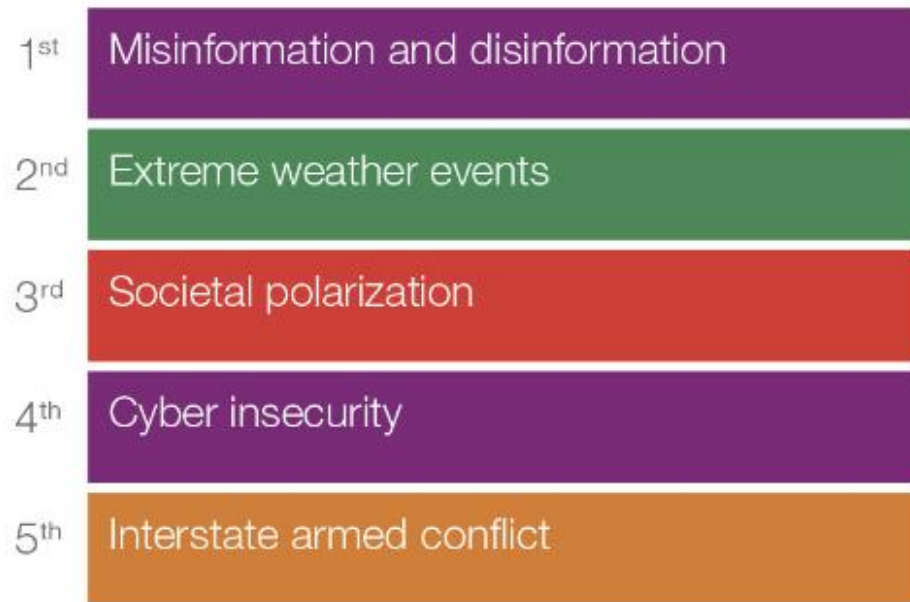 1st Misinformation and disinformation
2nd Extreme weather events
3rd Societal polarization
4th Cyber insecurity
5th Interstate armed conflict